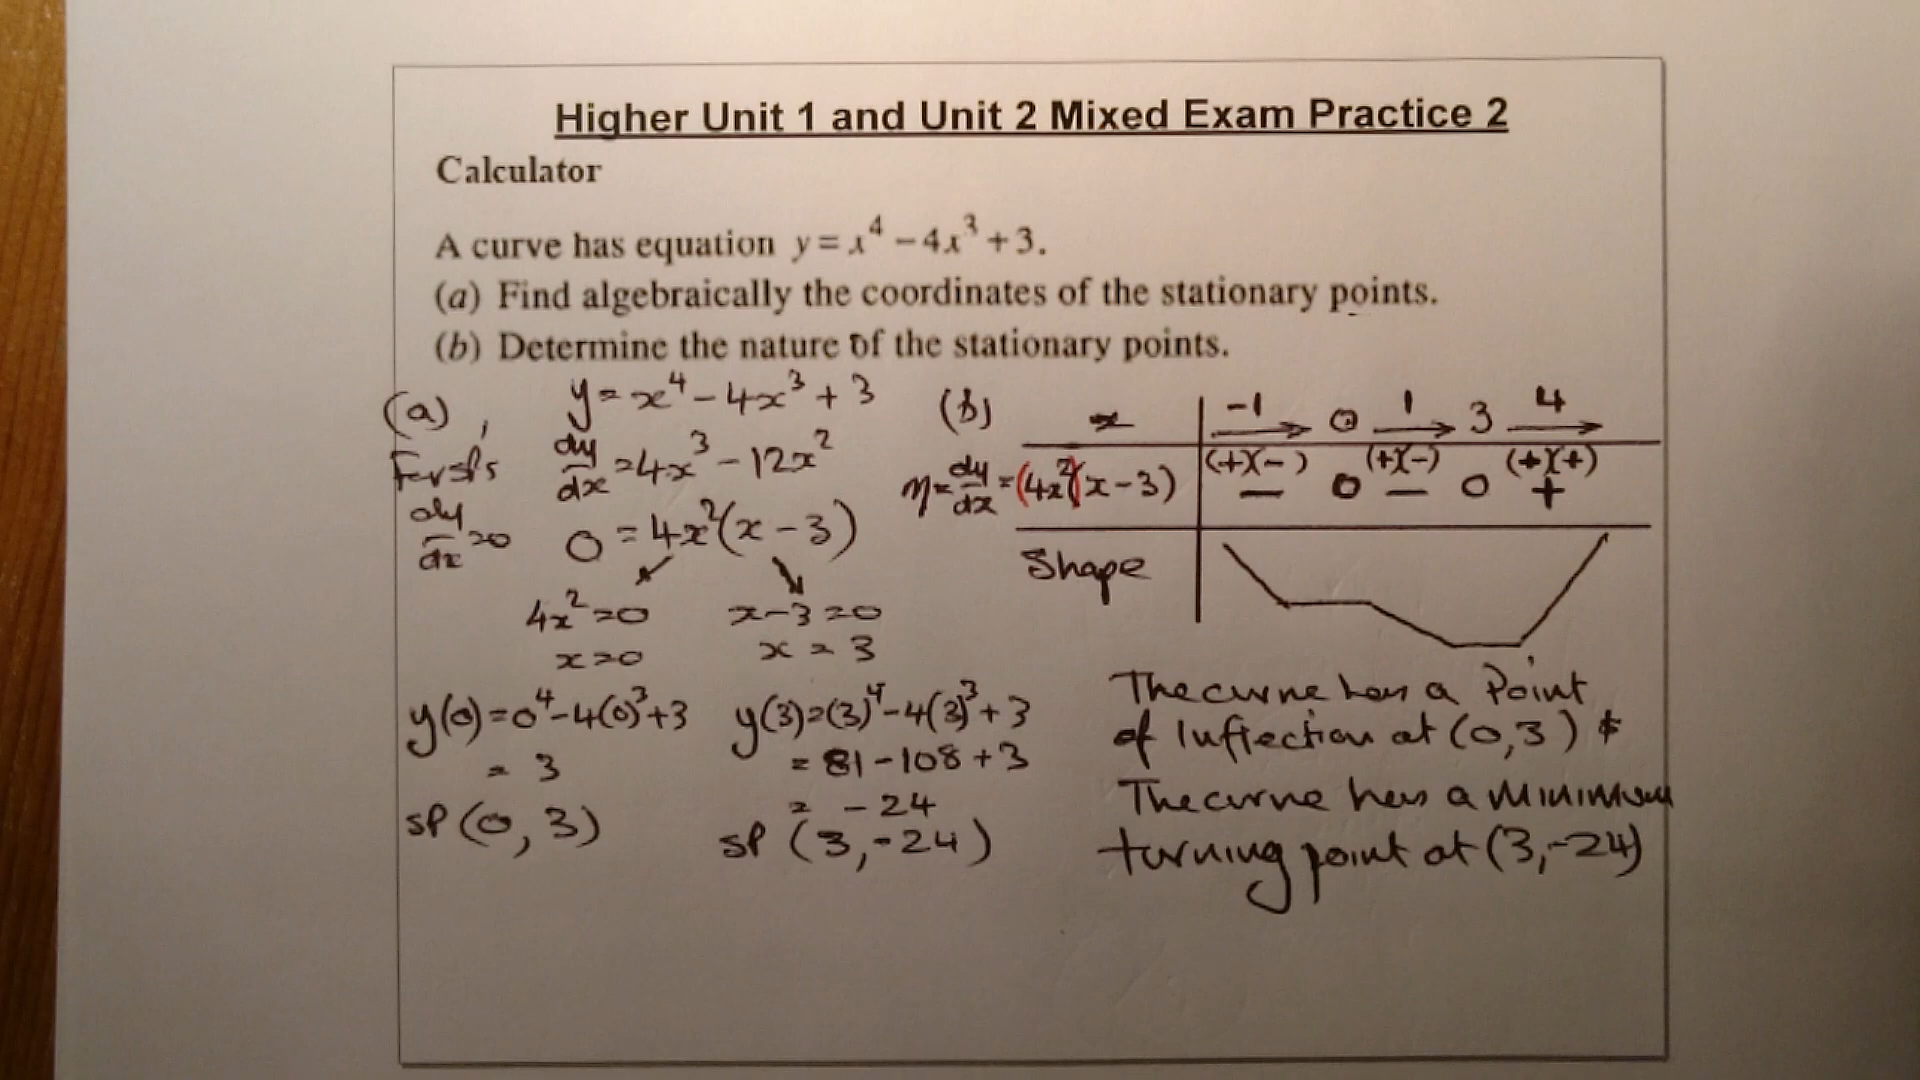 Higher Unit 1 and Unit 2 Mixed Exam Practice 2
Calculator
A curve has equation y = x⁴ − 4x³ + 3.
(a) Find algebraically the coordinates of the stationary points.
(b) Determine the nature of the stationary points.
(a) y = x⁴ − 4x³ + 3
For SPs dy/dx = 4x³ − 12x²
dy/dx = 0 0 = 4x²(x − 3)
4x² = 0 x − 3 = 0
x = 0 x = 3
y(0) = 0⁴ − 4(0)³ + 3 y(3) = (3)⁴ − 4(3)³ + 3
= 3 = 81 − 108 + 3
= −24
SP (0, 3) SP (3, −24)
(b) x −1 → 0 1 → 3 4 →
m = dy/dx = (4x²)(x − 3) (+)(−) (+)(−) (+)(+)
− 0 − 0 +
Shape
The curve has a Point
of Inflection at (0,3) &
The curve has a Minimum
turning point at (3,−24)